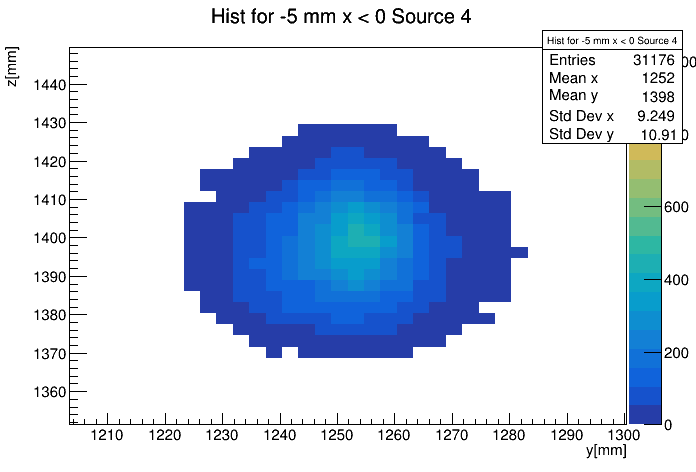 Hist for -5 mm x < 0 Source 4
z[mm]
Hist for -5 mm x < 0 Source 4
Entries 31176
Mean x 1252
Mean y 1398
Std Dev x 9.249
Std Dev y 10.91
1440
1430
1420
1410
1400
1390
1380
1370
1360
600
400
200
0
1210 1220 1230 1240 1250 1260 1270 1280 1290 1300
y[mm]